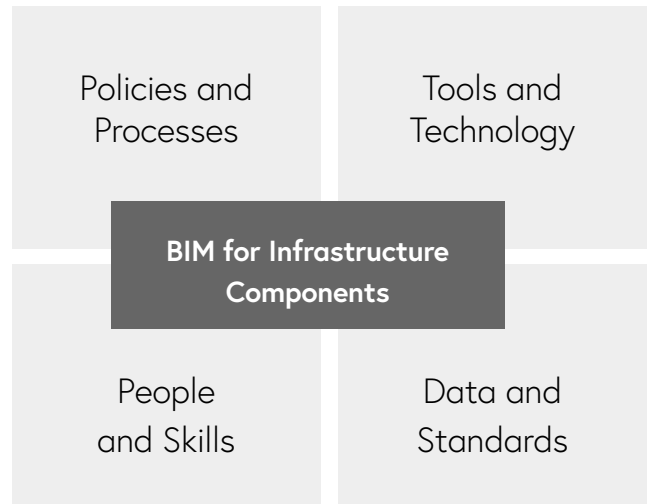 Policies and
Processes
Tools and
Technology
BIM for Infrastructure
Components
People
and Skills
Data and
Standards